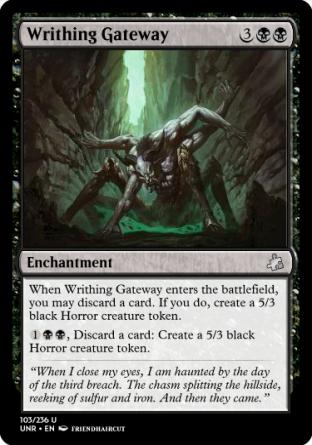 Writhing Gateway 3
Enchantment
When Writhing Gateway enters the battlefield,
you may discard a card. If you do, create a 5/3
black Horror creature token.
1, Discard a card: Create a 5/3 black
Horror creature token.
“When I close my eyes, I am haunted by the day
of the third breach. The chasm splitting the hillside,
reeking of sulfur and iron. And then they came.”
103/236 U
UNR • EN FRIENDHAIRCUT